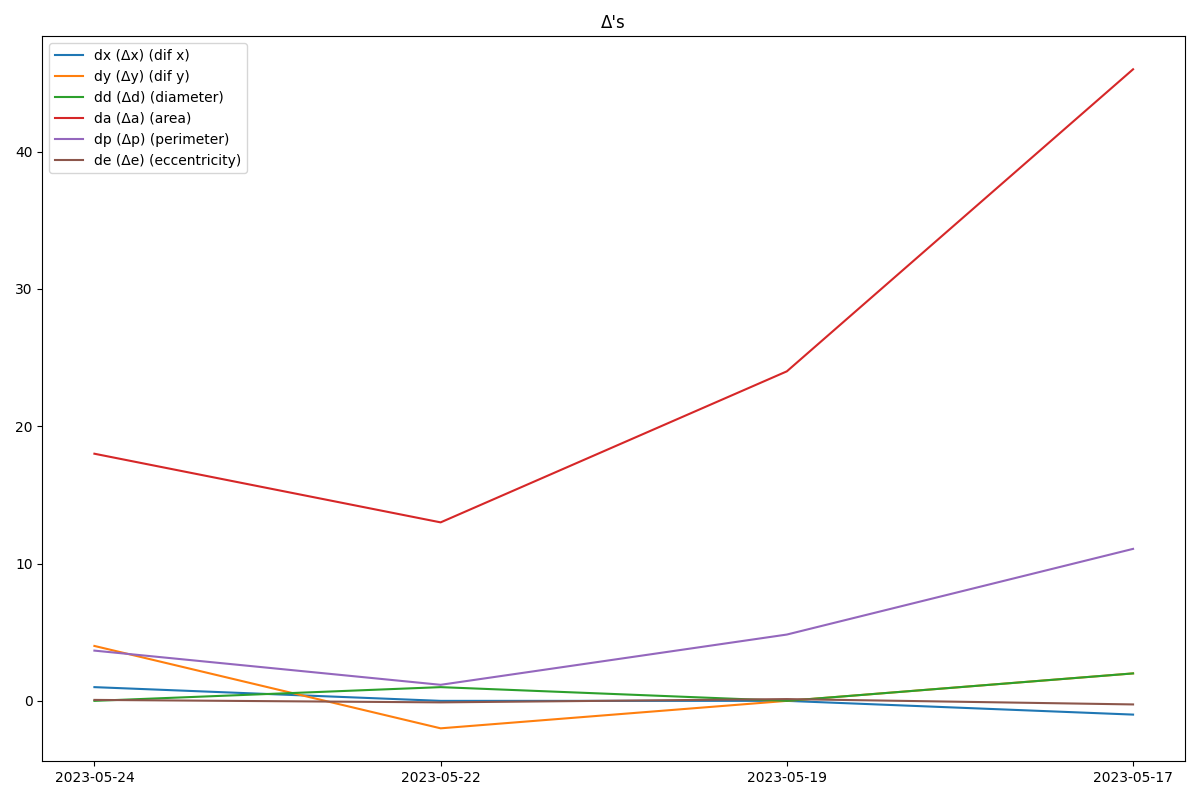 Δ's
dx (Δx) (dif x)
dy (Δy) (dif y)
dd (Δd) (diameter)
da (Δa) (area)
dp (Δp) (perimeter)
de (Δe) (eccentricity)
40
30
20
10
0
2023-05-24 2023-05-22 2023-05-19 2023-05-17